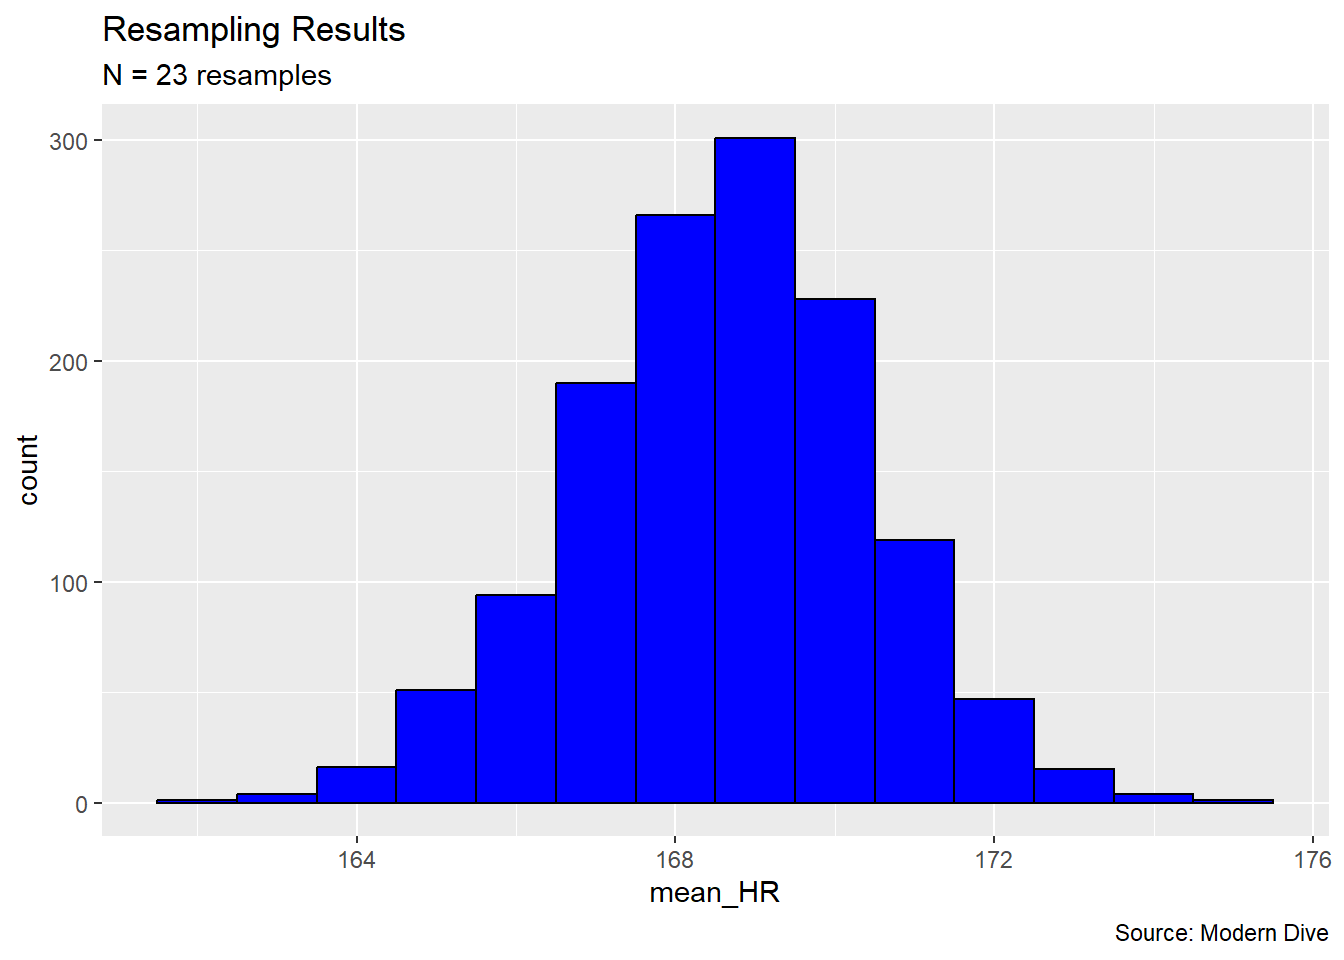 Resampling Results
N = 23 resamples
300
200
100
0
count
164 168 172 176
mean_HR
Source: Modern Dive